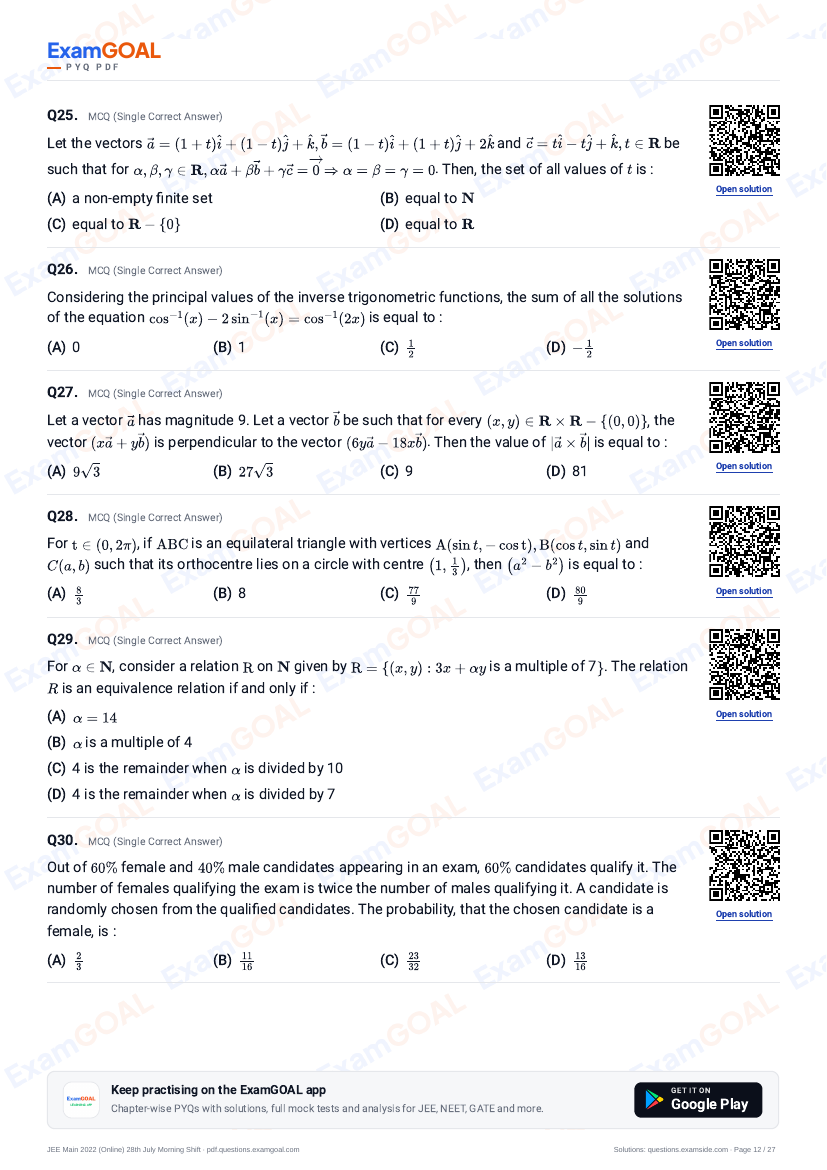 ExamGOAL
PYQ PDF
Q25. MCQ (Single Correct Answer)
Let the vectors $\vec{a} = (1+t)\hat{i} + (1-t)\hat{j} + \hat{k}, \vec{b} = (1-t)\hat{i} + (1+t)\hat{j} + 2\hat{k}$ and $\vec{c} = t\hat{i} - t\hat{j} + \hat{k}, t \in \mathbf{R}$ be
such that for $\alpha, \beta, \gamma \in \mathbf{R}, \alpha\vec{a} + \beta\vec{b} + \gamma\vec{c} = \overrightarrow{0} \Rightarrow \alpha = \beta = \gamma = 0$. Then, the set of all values of $t$ is :
(A) a non-empty finite set (B) equal to $\mathbf{N}$
(C) equal to $\mathbf{R} - \{0\}$ (D) equal to $\mathbf{R}$
Open solution
Q26. MCQ (Single Correct Answer)
Considering the principal values of the inverse trigonometric functions, the sum of all the solutions
of the equation $\cos^{-1}(x) - 2\sin^{-1}(x) = \cos^{-1}(2x)$ is equal to :
(A) 0 (B) 1 (C) $\frac{1}{2}$ (D) $-\frac{1}{2}$
Open solution
Q27. MCQ (Single Correct Answer)
Let a vector $\vec{a}$ has magnitude 9. Let a vector $\vec{b}$ be such that for every $(x, y) \in \mathbf{R} \times \mathbf{R} - \{(0, 0)\}$, the
vector $(x\vec{a} + y\vec{b})$ is perpendicular to the vector $(6y\vec{a} - 18x\vec{b})$. Then the value of $|\vec{a} \times \vec{b}|$ is equal to :
(A) $9\sqrt{3}$ (B) $27\sqrt{3}$ (C) 9 (D) 81
Open solution
Q28. MCQ (Single Correct Answer)
For $\mathrm{t} \in (0, 2\pi)$, if $\mathrm{ABC}$ is an equilateral triangle with vertices $\mathrm{A}(\sin t, -\cos \mathrm{t}), \mathrm{B}(\cos t, \sin t)$ and
$C(a, b)$ such that its orthocentre lies on a circle with centre $\left(1, \frac{1}{3}\right)$, then $\left(a^2 - b^2\right)$ is equal to :
(A) $\frac{8}{3}$ (B) 8 (C) $\frac{77}{9}$ (D) $\frac{80}{9}$
Open solution
Q29. MCQ (Single Correct Answer)
For $\alpha \in \mathbf{N}$, consider a relation $\mathrm{R}$ on $\mathbf{N}$ given by $\mathrm{R} = \{(x, y) : 3x + \alpha y$ is a multiple of 7$\}$. The relation
$R$ is an equivalence relation if and only if :
(A) $\alpha = 14$
(B) $\alpha$ is a multiple of 4
(C) 4 is the remainder when $\alpha$ is divided by 10
(D) 4 is the remainder when $\alpha$ is divided by 7
Open solution
Q30. MCQ (Single Correct Answer)
Out of $60\%$ female and $40\%$ male candidates appearing in an exam, $60\%$ candidates qualify it. The
number of females qualifying the exam is twice the number of males qualifying it. A candidate is
randomly chosen from the qualified candidates. The probability, that the chosen candidate is a
female, is :
(A) $\frac{2}{3}$ (B) $\frac{11}{16}$ (C) $\frac{23}{32}$ (D) $\frac{13}{16}$
Open solution
Keep practising on the ExamGOAL app
Chapter-wise PYQs with solutions, full mock tests and analysis for JEE, NEET, GATE and more.
ExamGOAL
GET IT ON
Google Play
JEE Main 2022 (Online) 28th July Morning Shift · pdf.questions.examgoal.com
Solutions: questions.examside.com · Page 12 / 27